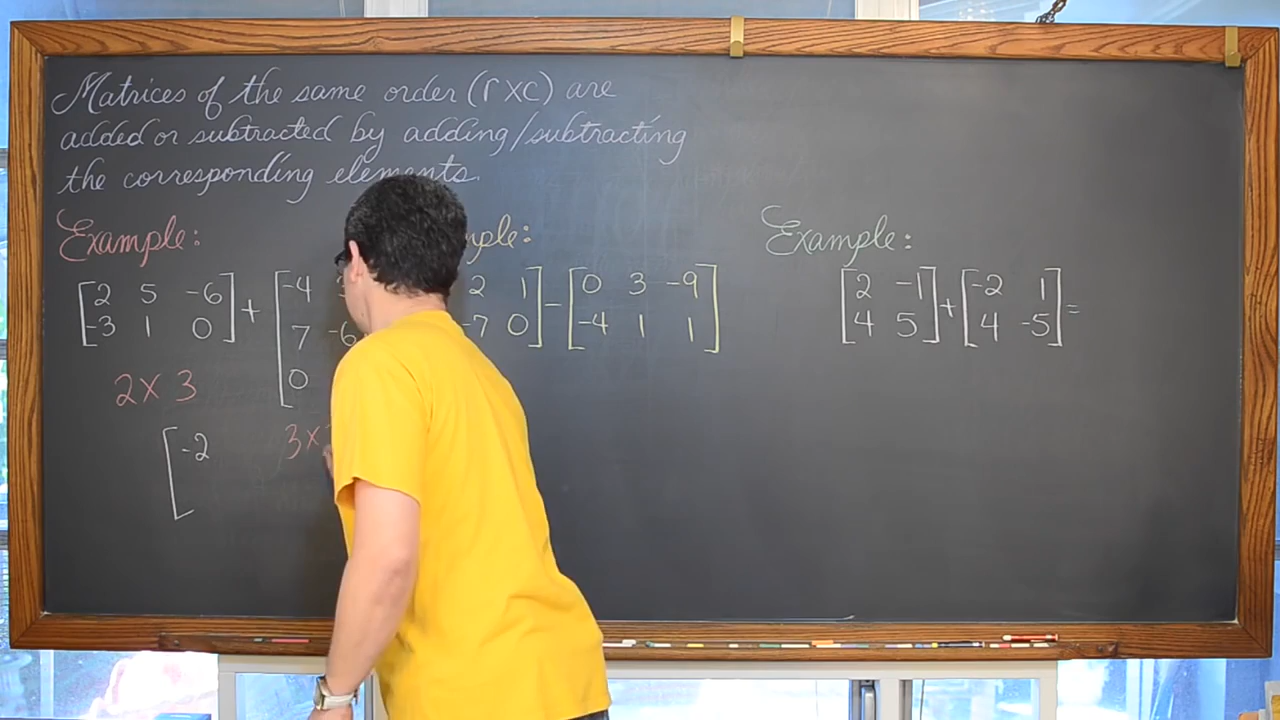 Matrices of the same order (r x c) are
added or subtracted by adding/subtracting
the corresponding elements.
Example:
[2 5 -6
-3 1 0] + [-4
7 -6
0
2 x 3
3 x
[-2
2 1
-7 0] - [0 3 -9
-4 1 1]
Example:
[2 -1
4 5] + [-2 1
4 -5] =